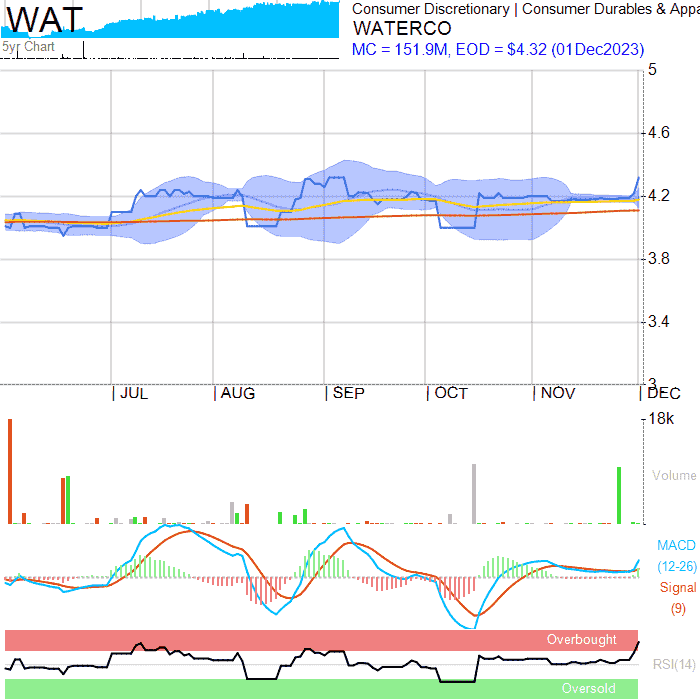 WAT
5yr Chart
Consumer Discretionary | Consumer Durables & Appa
WATERCO
MC = 151.9M, EOD = $4.32 (01Dec2023)
5
4.6
4.2
3.8
3.4
3
| JUL | AUG | SEP | OCT | NOV | DEC
18k
Volume
MACD
(12-26)
Signal
(9)
Overbought
RSI(14)
Oversold